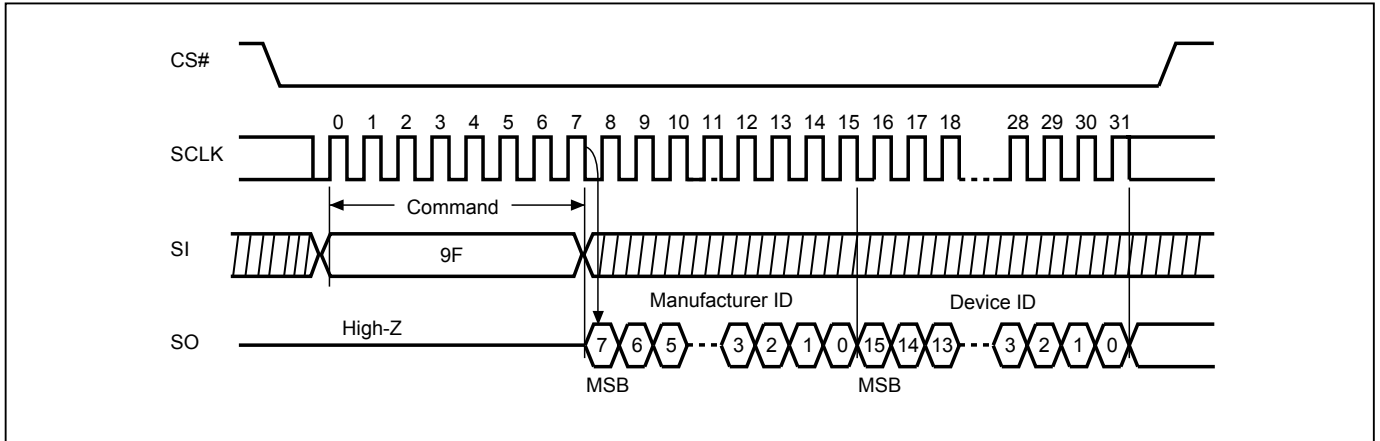 CS#
0 1 2 3 4 5 6 7 8 9 10 11 12 13 14 15 16 17 18 28 29 30 31
SCLK
Command
SI
9F
Manufacturer ID Device ID
High-Z
SO
7 6 5 3 2 1 0 15 14 13 3 2 1 0
MSB MSB